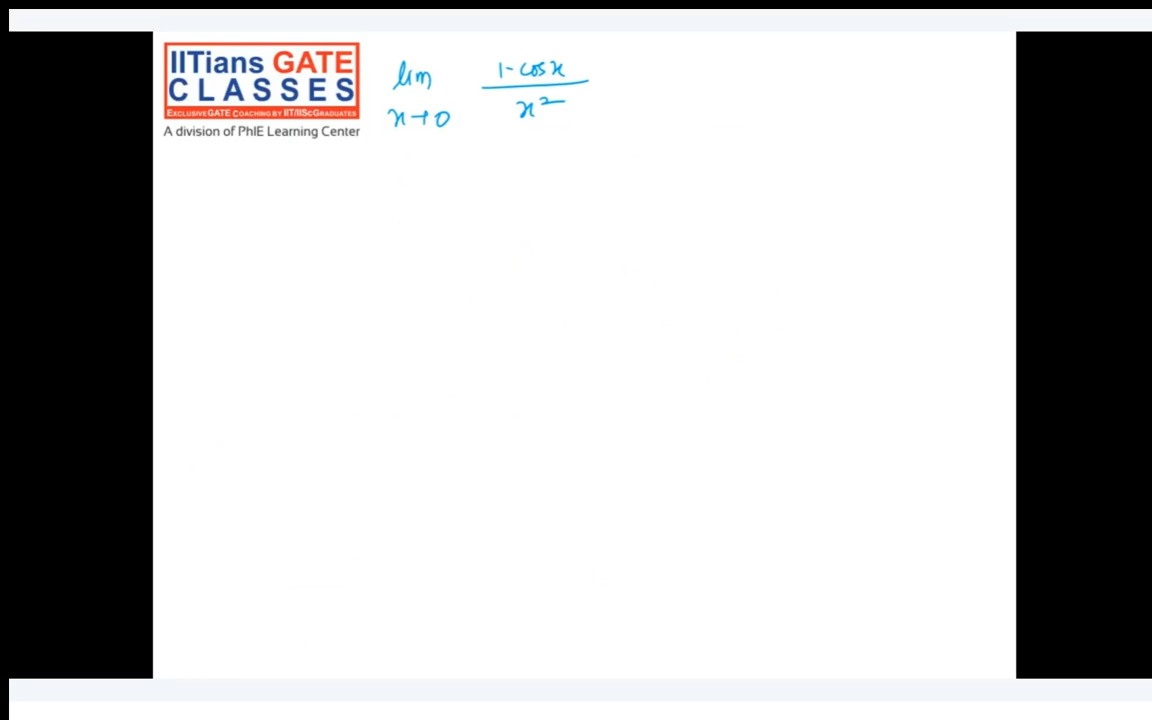 IITians GATE
CLASSES
EXCLUSIVE GATE COACHING BY IIT/IISc GRADUATES
A division of PhIE Learning Center
lim 1-cosx
x→0 x²